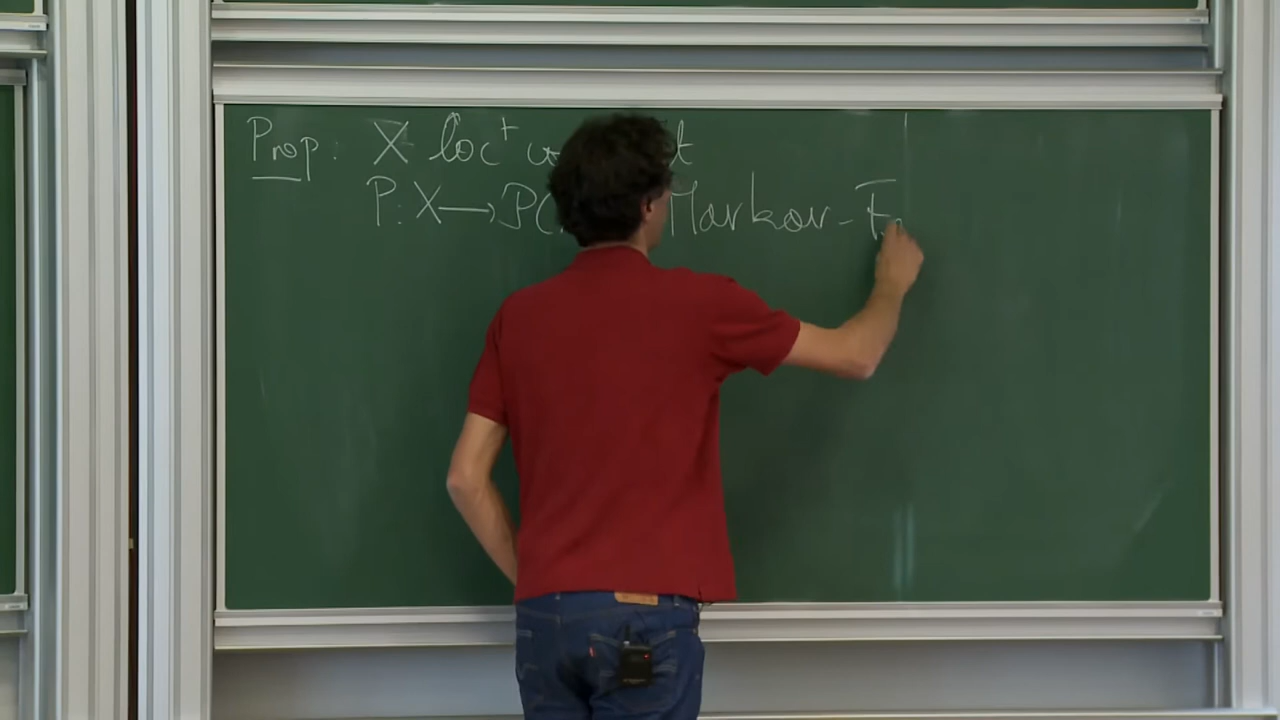 Prop: X loc^t
P: X → P( Markov - F